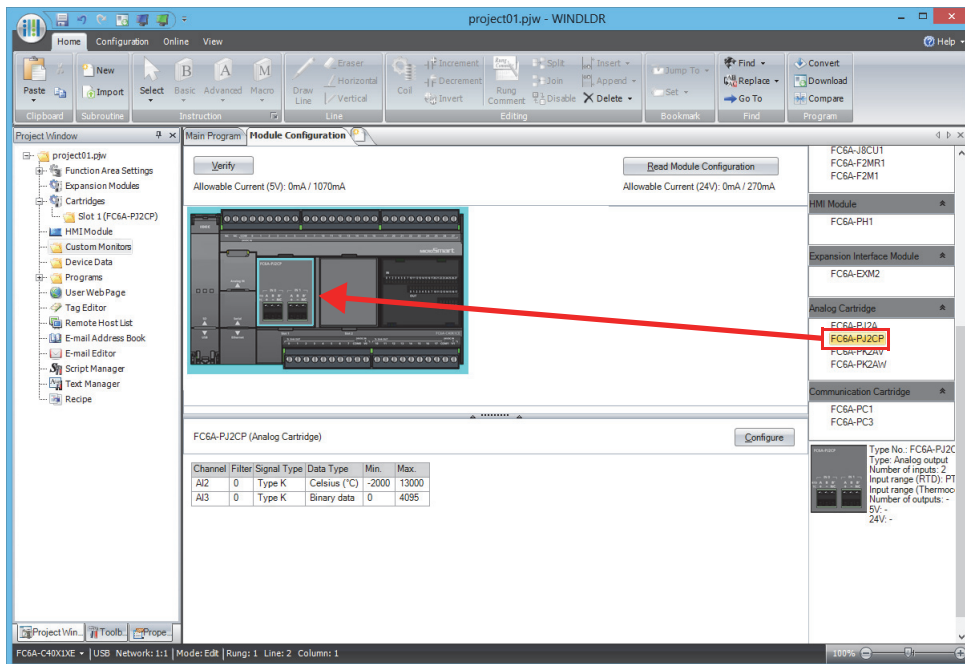 project01.pjw - WINDLDR
Home Configuration Online View
Help
Paste
New
Import
Select
Basic
Advanced
Macro
Draw Line
Eraser
Horizontal
Vertical
Coil
Increment
Decrement
Invert
Rung Comment
Split
Join
Disable
Insert
Append
Delete
Jump To
Set
Find
Replace
Go To
Convert
Download
Compare
Clipboard Subroutine Instruction Line Editing Bookmark Find Program
Project Window
Main Program Module Configuration
project01.pjw
Function Area Settings
Expansion Modules
Cartridges
Slot 1 (FC6A-PJ2CP)
HMI Module
Custom Monitors
Device Data
Programs
User Web Page
Tag Editor
Remote Host List
E-mail Address Book
E-mail Editor
Script Manager
Text Manager
Recipe
Verify
Read Module Configuration
Allowable Current (5V): 0mA / 1070mA
Allowable Current (24V): 0mA / 270mA
FC6A-PJ2CP
FC6A-J8CU1
FC6A-F2MR1
FC6A-F2M1
HMI Module
FC6A-PH1
Expansion Interface Module
FC6A-EXM2
Analog Cartridge
FC6A-PJ2A
FC6A-PJ2CP
FC6A-PK2AV
FC6A-PK2AW
Communication Cartridge
FC6A-PC1
FC6A-PC3
FC6A-PJ2CP (Analog Cartridge)
Configure
Channel Filter Signal Type Data Type Min. Max.
AI2 0 Type K Celsius (°C) -2000 13000
AI3 0 Type K Binary data 0 4095
Type No.: FC6A-PJ2C
Type: Analog output
Number of inputs: 2
Input range (RTD): PT
Input range (Thermoco
Number of outputs: -
5V: -
24V: -
Project Win... Toolb... Prope...
FC6A-C40X1XE USB Network: 1:1 Mode: Edit Rung: 1 Line: 2 Column: 1
100%